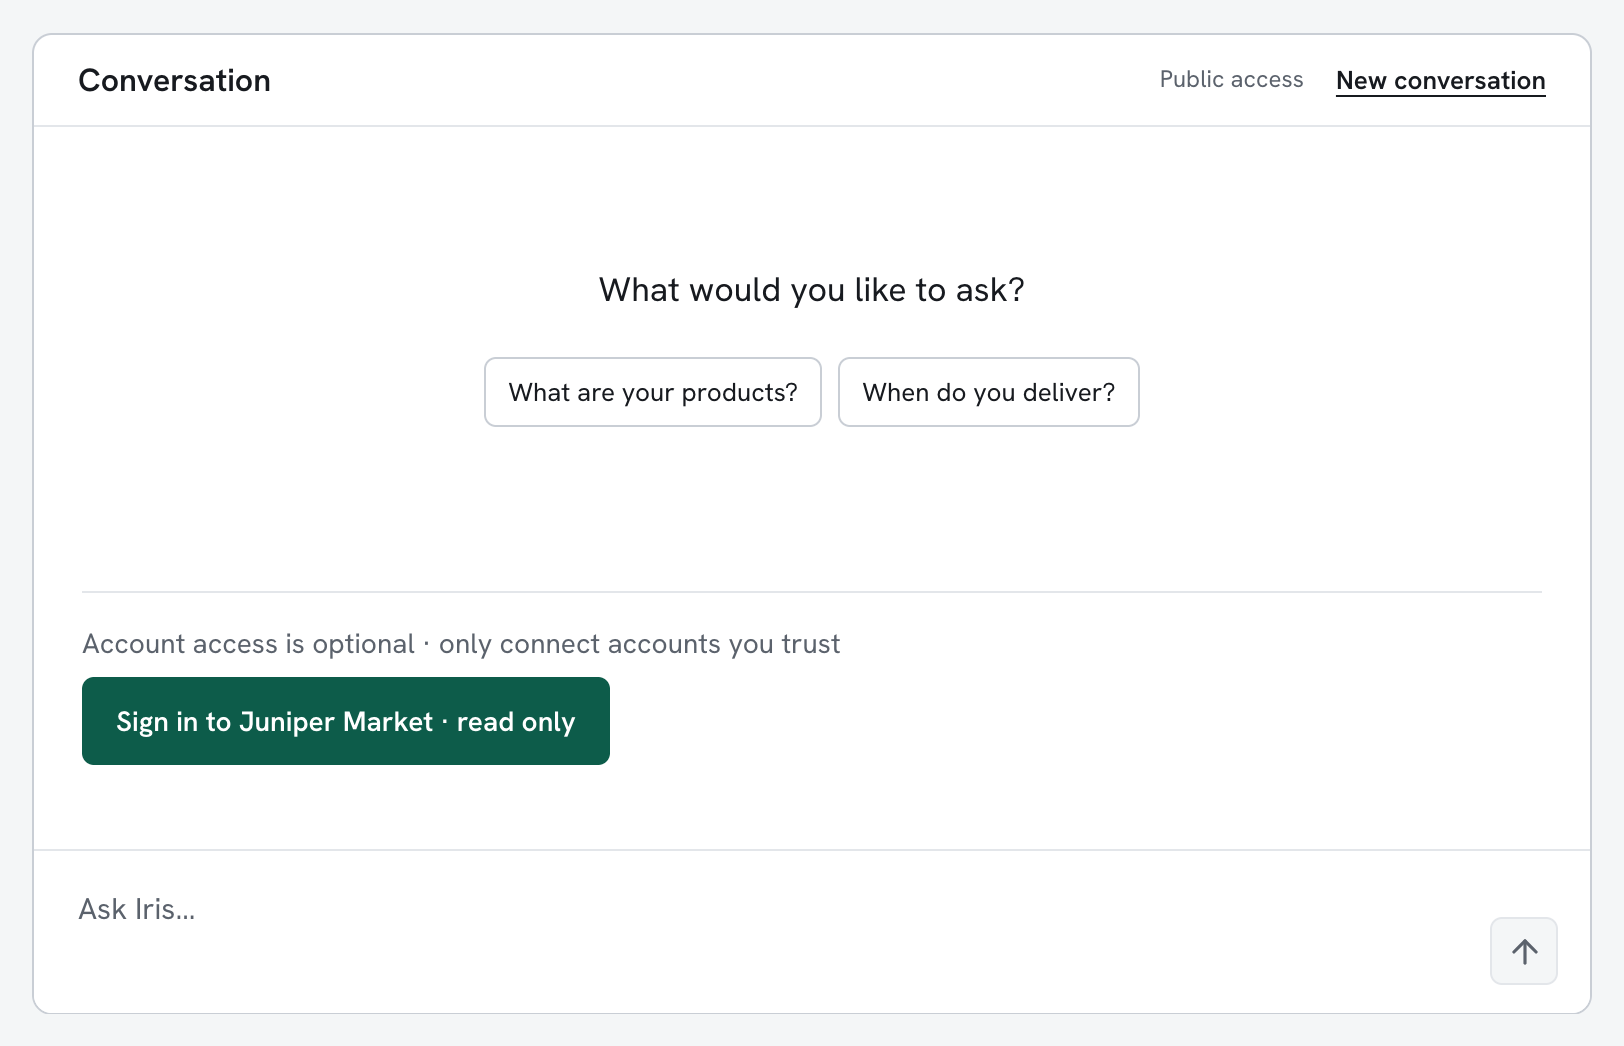 Conversation
Public access
New conversation
What would you like to ask?
What are your products?
When do you deliver?
Account access is optional · only connect accounts you trust
Sign in to Juniper Market · read only
Ask Iris...